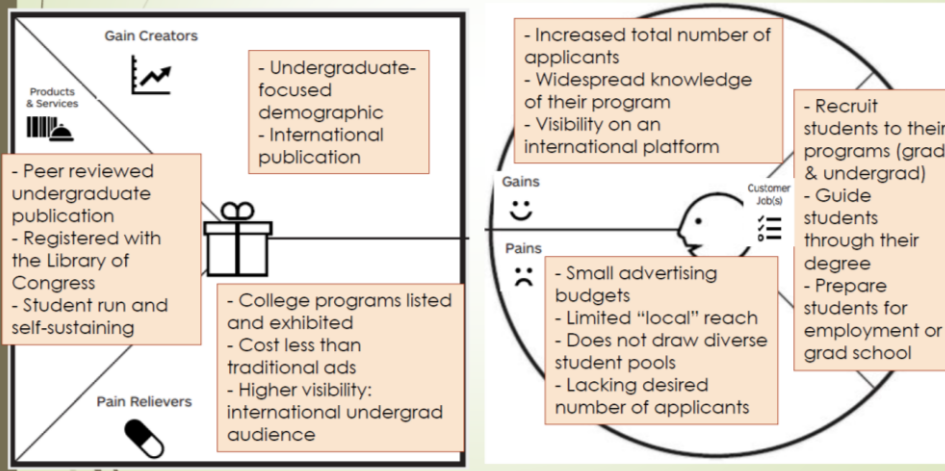 Gain Creators
Products
& Services
- Undergraduate-
focused
demographic
- International
publication
- Peer reviewed
undergraduate
publication
- Registered with
the Library of
Congress
- Student run and
self-sustaining
- College programs listed
and exhibited
- Cost less than
traditional ads
- Higher visibility:
international undergrad
audience
Pain Relievers
- Increased total number of
applicants
- Widespread knowledge
of their program
- Visibility on an
international platform
Gains
Pains
Customer
Job(s)
- Recruit
students to their
programs (grad
& undergrad)
- Guide
students
through their
degree
- Prepare
students for
employment or
grad school
- Small advertising
budgets
- Limited “local” reach
- Does not draw diverse
student pools
- Lacking desired
number of applicants